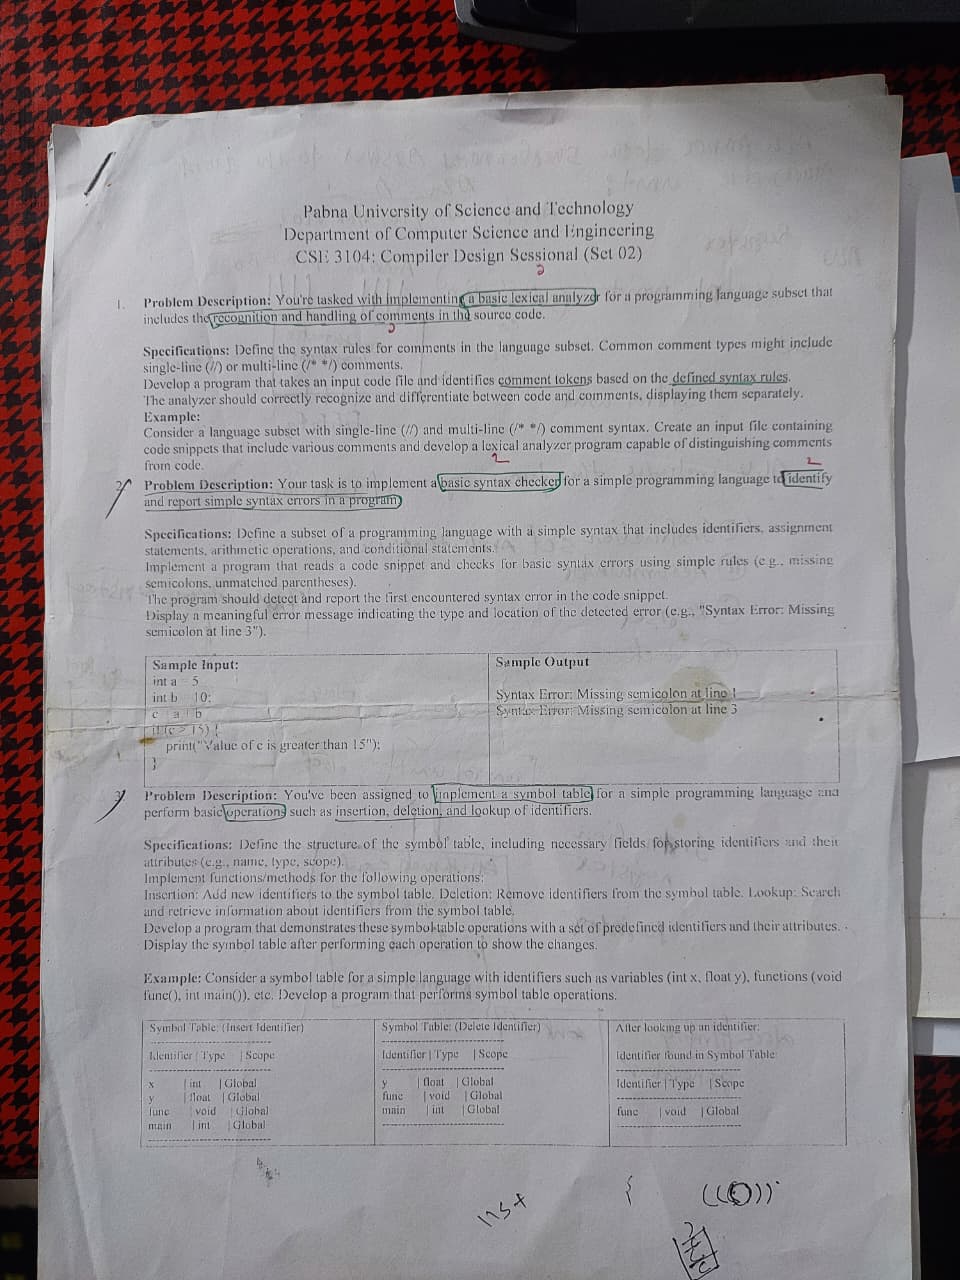 Pabna University of Science and Technology
Department of Computer Science and Engineering
CSE 3104: Compiler Design Sessional (Set 02)
1. Problem Description: You're tasked with implementing a basic lexical analyzer for a programming language subset that
includes the recognition and handling of comments in the source code.
Specifications: Define the syntax rules for comments in the language subset. Common comment types might include
single-line (//) or multi-line (/* */) comments.
Develop a program that takes an input code file and identifies comment tokens based on the defined syntax rules.
The analyzer should correctly recognize and differentiate between code and comments, displaying them separately.
Example:
Consider a language subset with single-line (//) and multi-line (/* */) comment syntax. Create an input file containing
code snippets that include various comments and develop a lexical analyzer program capable of distinguishing comments
from code.
2. Problem Description: Your task is to implement a basic syntax checker for a simple programming language to identify
and report simple syntax errors in a program.
Specifications: Define a subset of a programming language with a simple syntax that includes identifiers, assignment
statements, arithmetic operations, and conditional statements.
Implement a program that reads a code snippet and checks for basic syntax errors using simple rules (e.g., missing
semicolons, unmatched parentheses).
The program should detect and report the first encountered syntax error in the code snippet.
Display a meaningful error message indicating the type and location of the detected error (e.g., "Syntax Error: Missing
semicolon at line 3").
Sample Input:
int a 5
int b 10;
c a b
if (c > 15) {
print("Value of c is greater than 15");
}
Sample Output
Syntax Error: Missing semicolon at line 1
Syntax Error: Missing semicolon at line 3
3. Problem Description: You've been assigned to implement a symbol table for a simple programming language and
perform basic operations such as insertion, deletion, and lookup of identifiers.
Specifications: Define the structure of the symbol table, including necessary fields for storing identifiers and their
attributes (e.g., name, type, scope).
Implement functions/methods for the following operations:
Insertion: Add new identifiers to the symbol table. Deletion: Remove identifiers from the symbol table. Lookup: Search
and retrieve information about identifiers from the symbol table.
Develop a program that demonstrates these symbol table operations with a set of predefined identifiers and their attributes.
Display the symbol table after performing each operation to show the changes.
Example: Consider a symbol table for a simple language with identifiers such as variables (int x, float y), functions (void
func(), int main()), etc. Develop a program that performs symbol table operations.
Symbol Table: (Insert Identifier)
------------------------------
Identifier | Type | Scope
------------------------------
x | int | Global
y | float | Global
func | void | Global
main | int | Global
------------------------------
Symbol Table: (Delete Identifier)
------------------------------
Identifier | Type | Scope
------------------------------
y | float | Global
func | void | Global
main | int | Global
------------------------------
After looking up an identifier:
Identifier found in Symbol Table:
------------------------------
Identifier | Type | Scope
------------------------------
func | void | Global
------------------------------
{